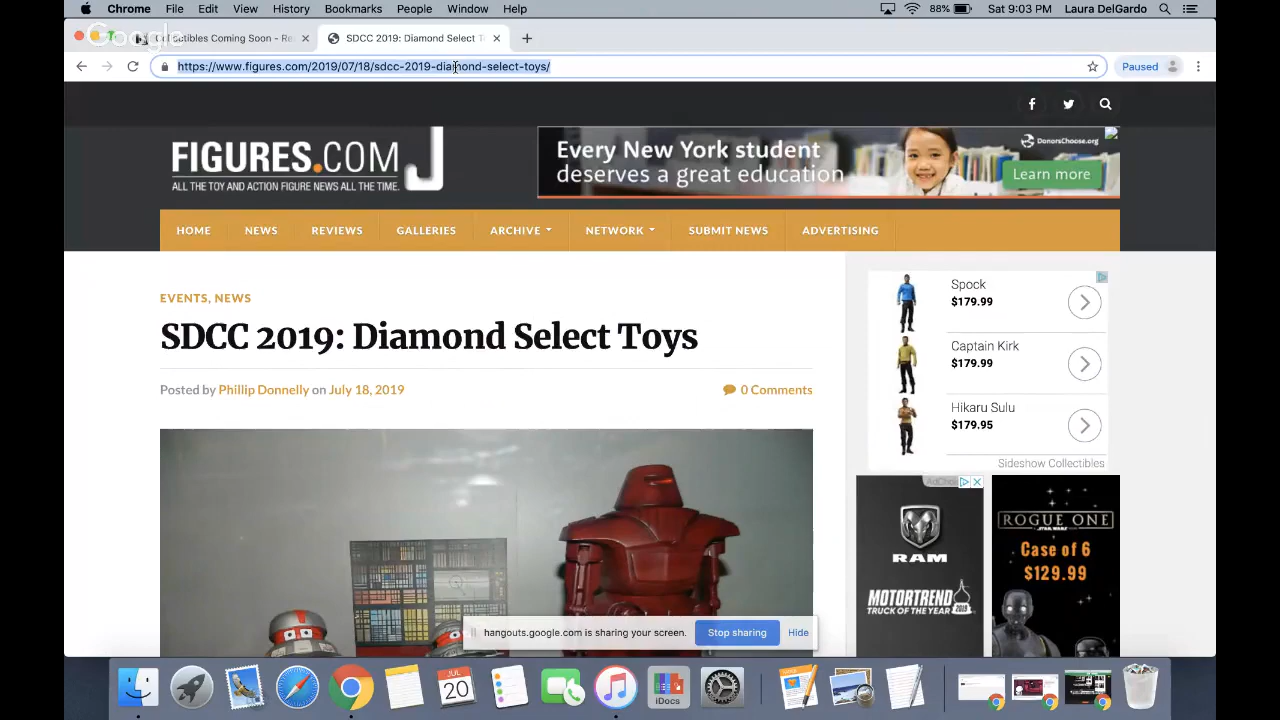 Chrome File Edit View History Bookmarks People Window Help 88% Sat 9:03 PM Laura DelGardo
Google
Collectibles Coming Soon - Re
SDCC 2019: Diamond Select T
https://www.figures.com/2019/07/18/sdcc-2019-diamond-select-toys/
Paused
FIGURES.COM
ALL THE TOY AND ACTION FIGURE NEWS ALL THE TIME.
Every New York student
deserves a great education
DonorsChoose.org
Learn more
HOME NEWS REVIEWS GALLERIES ARCHIVE NETWORK SUBMIT NEWS ADVERTISING
EVENTS, NEWS
SDCC 2019: Diamond Select Toys
Posted by Phillip Donnelly on July 18, 2019
0 Comments
Spock
$179.99
Captain Kirk
$179.99
Hikaru Sulu
$179.95
Sideshow Collectibles
AdChoic
RAM
MOTORTREND
TRUCK OF THE YEAR
2019
ROGUE ONE
STAR WARS
Case of 6
$129.99
hangouts.google.com is sharing your screen.
Stop sharing
Hide
JUL
20
iDocs